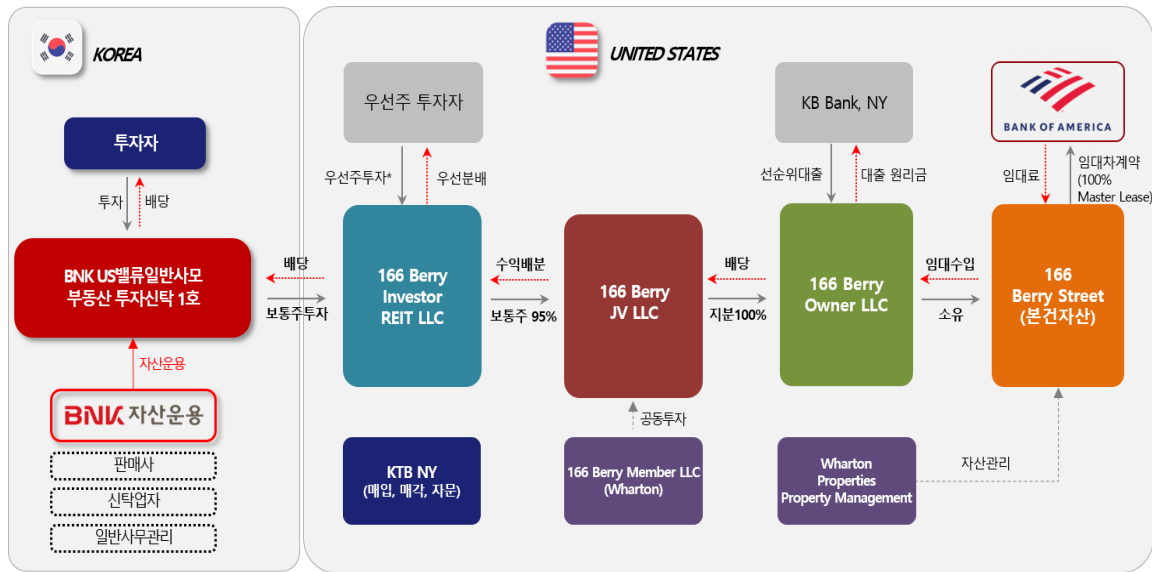 KOREA
투자자
투자
배당
BNK US밸류일반사모
부동산 투자신탁 1호
자산운용
BNK 자산운용
판매사
신탁업자
일반사무관리
배당
보통주투자
UNITED STATES
우선주 투자자
우선주투자*
우선분배
166 Berry
Investor
REIT LLC
수익배분
보통주 95%
KTB NY
(매입, 매각, 자문)
166 Berry
JV LLC
공동투자
166 Berry Member LLC
(Wharton)
배당
지분100%
KB Bank, NY
선순위대출
대출 원리금
166 Berry
Owner LLC
임대수입
소유
Wharton
Properties
Property Management
자산관리
BANK OF AMERICA
임대료
임대차계약
(100%
Master Lease)
166
Berry Street
(본건자산)